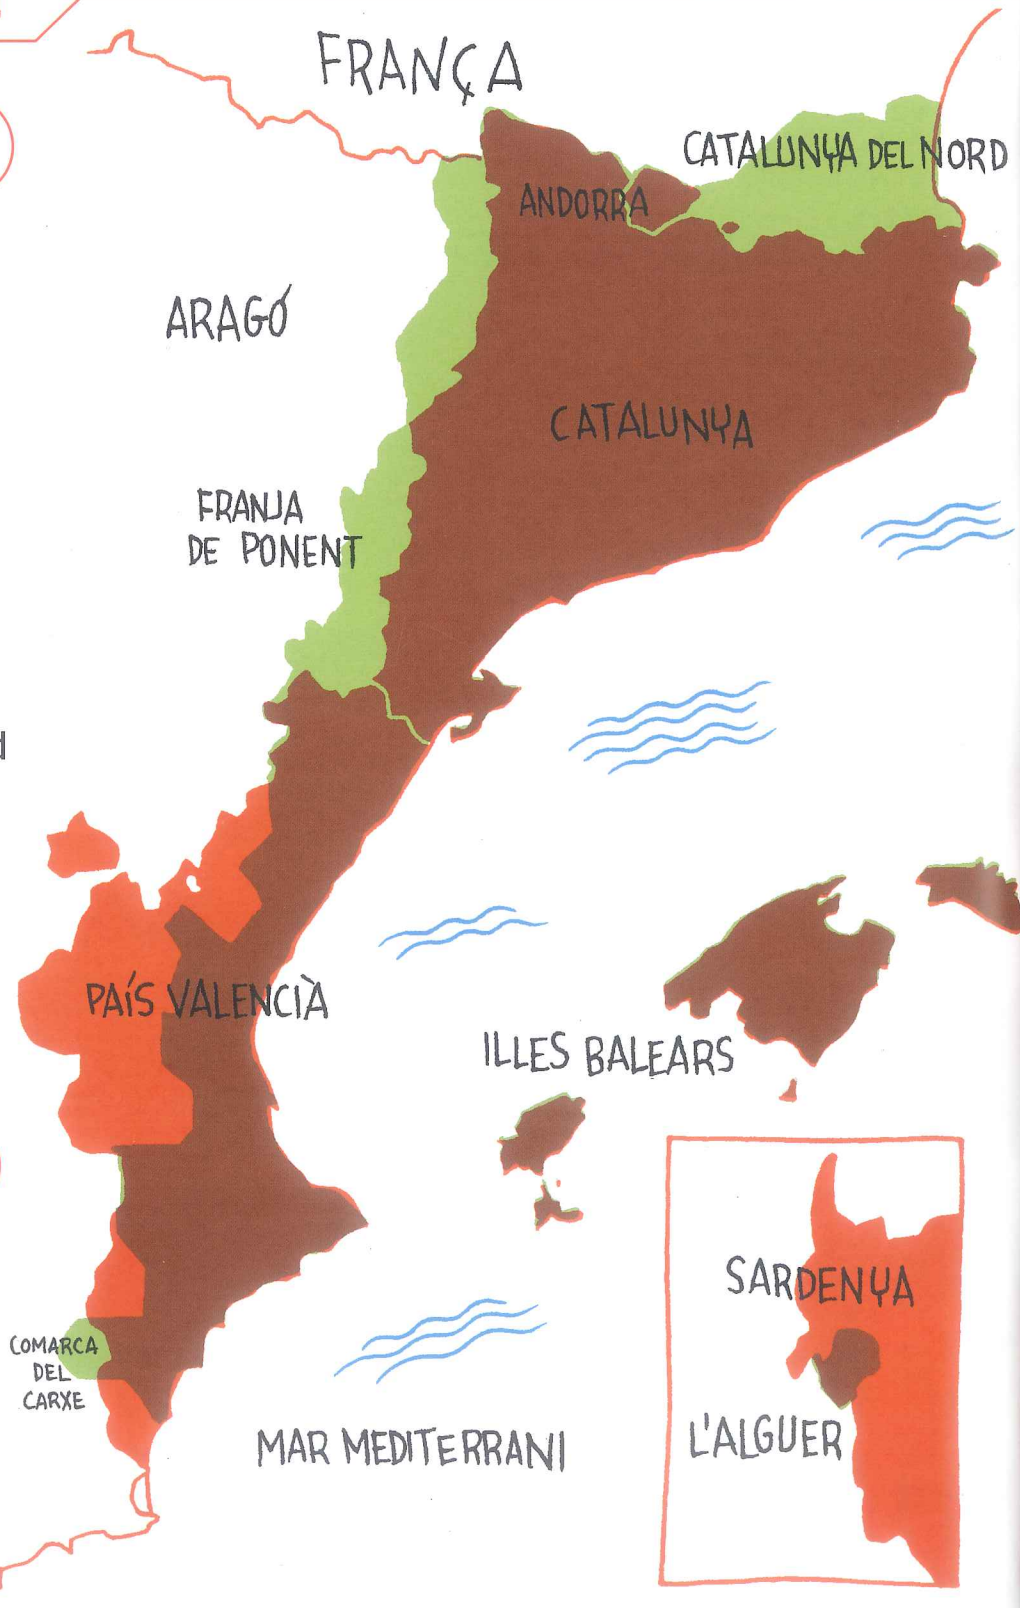 FRANÇA
CATALUNYA DEL NORD
ANDORRA
ARAGÓ
CATALUNYA
FRANJA
DE PONENT
PAÍS VALENCIÀ
ILLES BALEARS
SARDENYA
COMARCA
DEL
CARXE
L'ALGUER
MAR MEDITERRANI